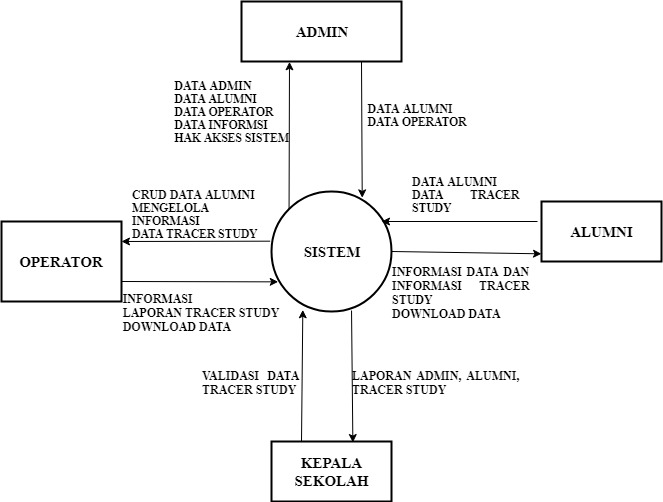 ADMIN
DATA ADMIN
DATA ALUMNI
DATA OPERATOR
DATA INFORMSI
HAK AKSES SISTEM
DATA ALUMNI
DATA OPERATOR
CRUD DATA ALUMNI
MENGELOLA
INFORMASI
DATA TRACER STUDY
DATA ALUMNI
DATA TRACER
STUDY
OPERATOR
SISTEM
ALUMNI
INFORMASI
LAPORAN TRACER STUDY
DOWNLOAD DATA
INFORMASI DATA DAN
INFORMASI TRACER
STUDY
DOWNLOAD DATA
VALIDASI DATA
TRACER STUDY
LAPORAN ADMIN, ALUMNI,
TRACER STUDY
KEPALA
SEKOLAH